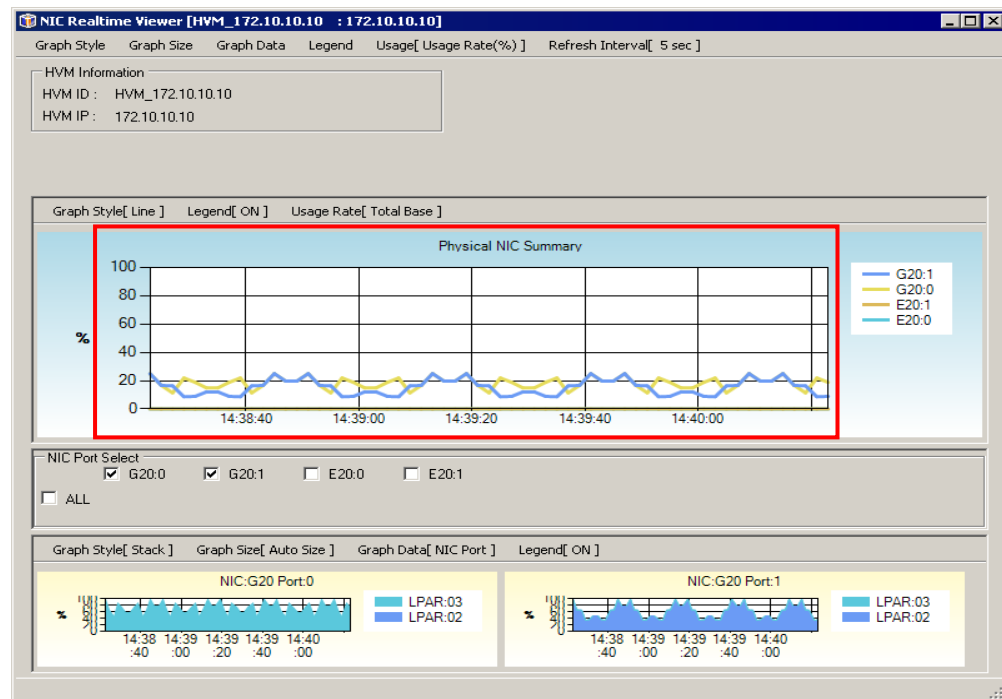 NIC Realtime Viewer [HVM_172.10.10.10 : 172.10.10.10]
Graph Style Graph Size Graph Data Legend Usage[ Usage Rate(%) ] Refresh Interval[ 5 sec ]
HVM Information
HVM ID : HVM_172.10.10.10
HVM IP : 172.10.10.10
Graph Style[ Line ] Legend[ ON ] Usage Rate[ Total Base ]
Physical NIC Summary
%
100
80
60
40
20
0
14:38:40 14:39:00 14:39:20 14:39:40 14:40:00
G20:1
G20:0
E20:1
E20:0
NIC Port Select
G20:0 G20:1 E20:0 E20:1
ALL
Graph Style[ Stack ] Graph Size[ Auto Size ] Graph Data[ NIC Port ] Legend[ ON ]
NIC:G20 Port:0
%
14:38:40 14:39:00 14:39:20 14:39:40 14:40:00
LPAR:03
LPAR:02
NIC:G20 Port:1
%
14:38:40 14:39:00 14:39:20 14:39:40 14:40:00
LPAR:03
LPAR:02